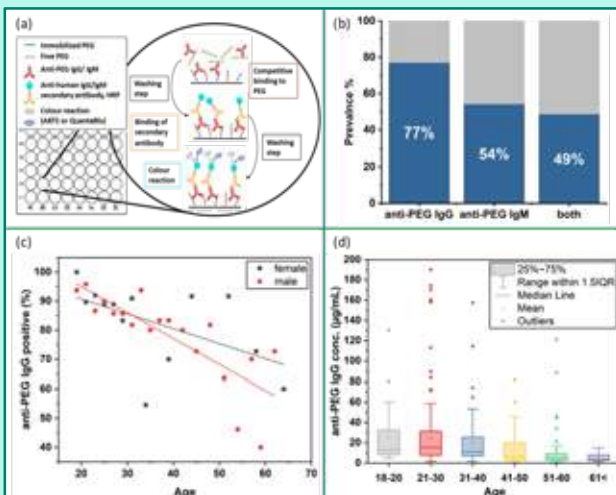 (a)
Immobilized PEG
Free PEG
Anti-PEG IgG/ IgM
Anti-human IgG/IgM
secondary antibody, HRP
Colour reaction
(ABTS or QuantaBlu)
Washing
step
Competitive
binding to
PEG
Binding of
secondary
antibody
Washing
step
Colour
reaction
(b)
Prevalence %
100
80
60
40
20
0
77%
54%
49%
anti-PEG IgG
anti-PEG IgM
both
(c)
anti-PEG IgG positive (%)
100
90
80
70
60
50
40
female
male
20
30
40
50
60
70
Age
(d)
anti-PEG IgG conc. (µg/mL)
200
180
160
140
120
100
80
60
40
20
0
25%~75%
Range within 1.5IQR
Median Line
Mean
Outliers
18-20
21-30
31-40
41-50
51-60
61<
Age